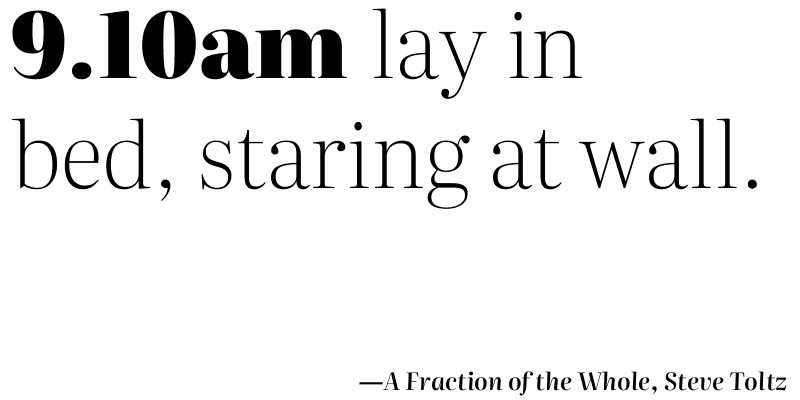 9.10am lay in
bed, staring at wall.
—A Fraction of the Whole, Steve Toltz